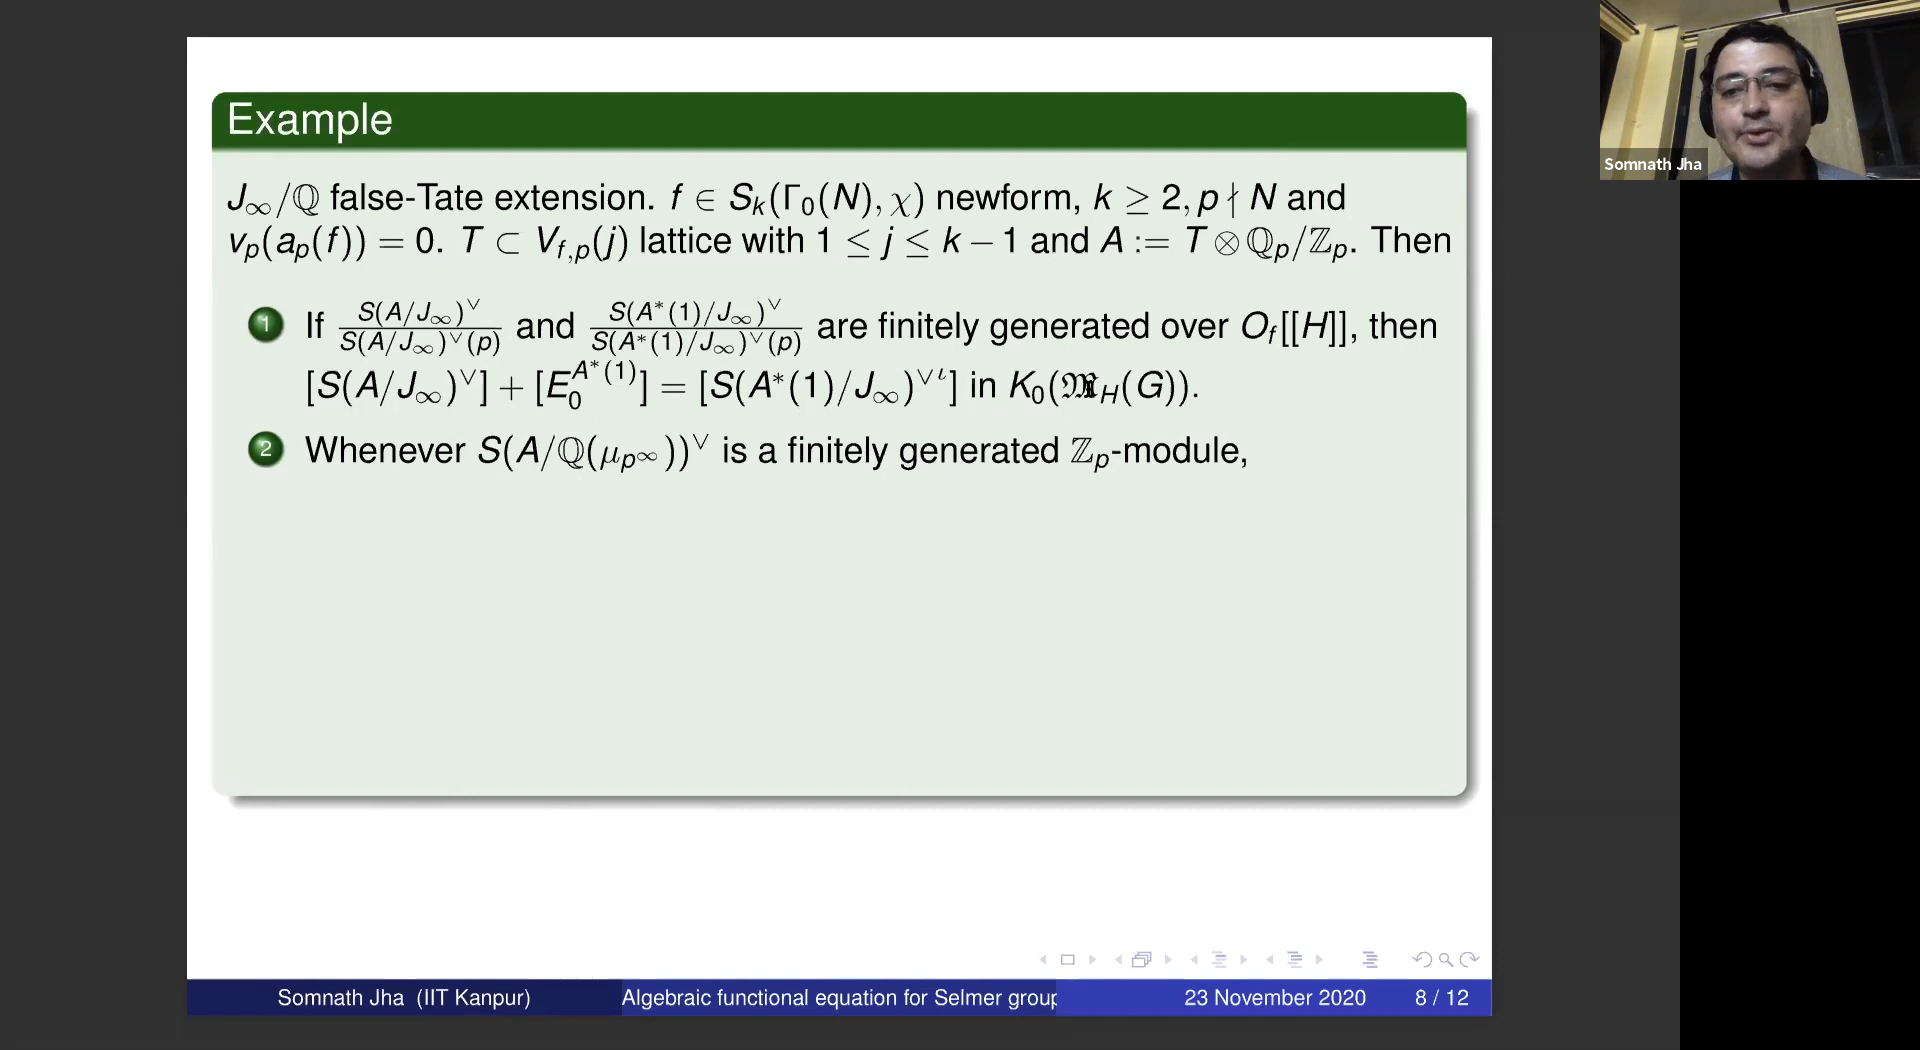 Example
J∞/ℚ false-Tate extension. f ∈ S_k(Γ₀(N), χ) newform, k ≥ 2, p ∤ N and
v_p(a_p(f)) = 0. T ⊂ V_{f,p}(j) lattice with 1 ≤ j ≤ k − 1 and A := T ⊗ ℚ_p/ℤ_p. Then
1 If S(A/J∞)^∨ / S(A/J∞)^∨(p) and S(A*(1)/J∞)^∨ / S(A*(1)/J∞)^∨(p) are finitely generated over O_f[[H]], then
[S(A/J∞)^∨] + [E_0^{A*(1)}] = [S(A*(1)/J∞)^{∨ι}] in K₀(𝔐_H(G)).
2 Whenever S(A/ℚ(μ_{p^∞}))^∨ is a finitely generated ℤ_p-module,
Somnath Jha (IIT Kanpur)
Algebraic functional equation for Selmer group
23 November 2020
8 / 12
Somnath Jha